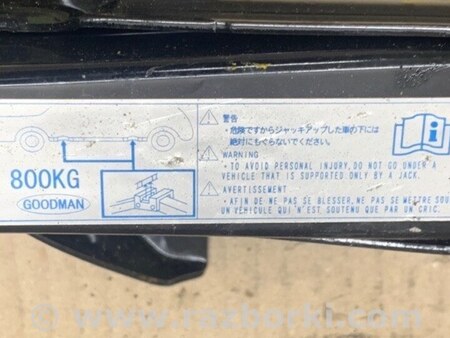 800KG
GOODMAN
警告
・危険ですからジャッキアップした車の下には
絶対にもぐらないでください。
WARNING
・TO AVOID PERSONAL INJURY, DO NOT GO UNDER A
VEHICLE THAT IS SUPPORTED ONLY BY A JACK.
AVERTISSEMENT
・AFIN DE NE PAS SE BLESSER, NE PAS SE
UN VÉHICULE QUI N'EST SOUTENU QUE PAR UN CRIC.
www.razborki.com